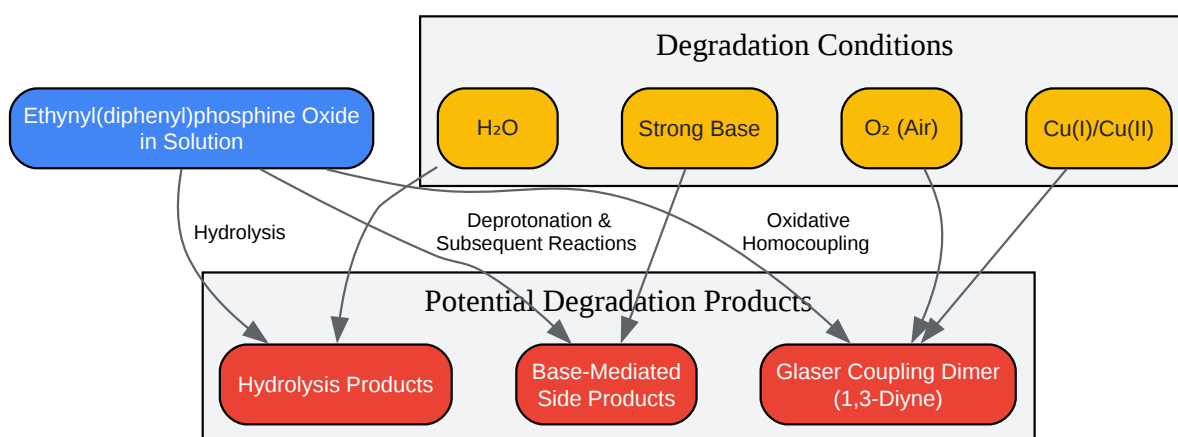 Degradation Conditions
Ethynyl(diphenyl)phosphine Oxide
in Solution
H₂O
Strong Base
O₂ (Air)
Cu(I)/Cu(II)
Hydrolysis
Deprotonation &
Subsequent Reactions
Oxidative
Homocoupling
Potential Degradation Products
Hydrolysis Products
Base-Mediated
Side Products
Glaser Coupling Dimer
(1,3-Diyne)